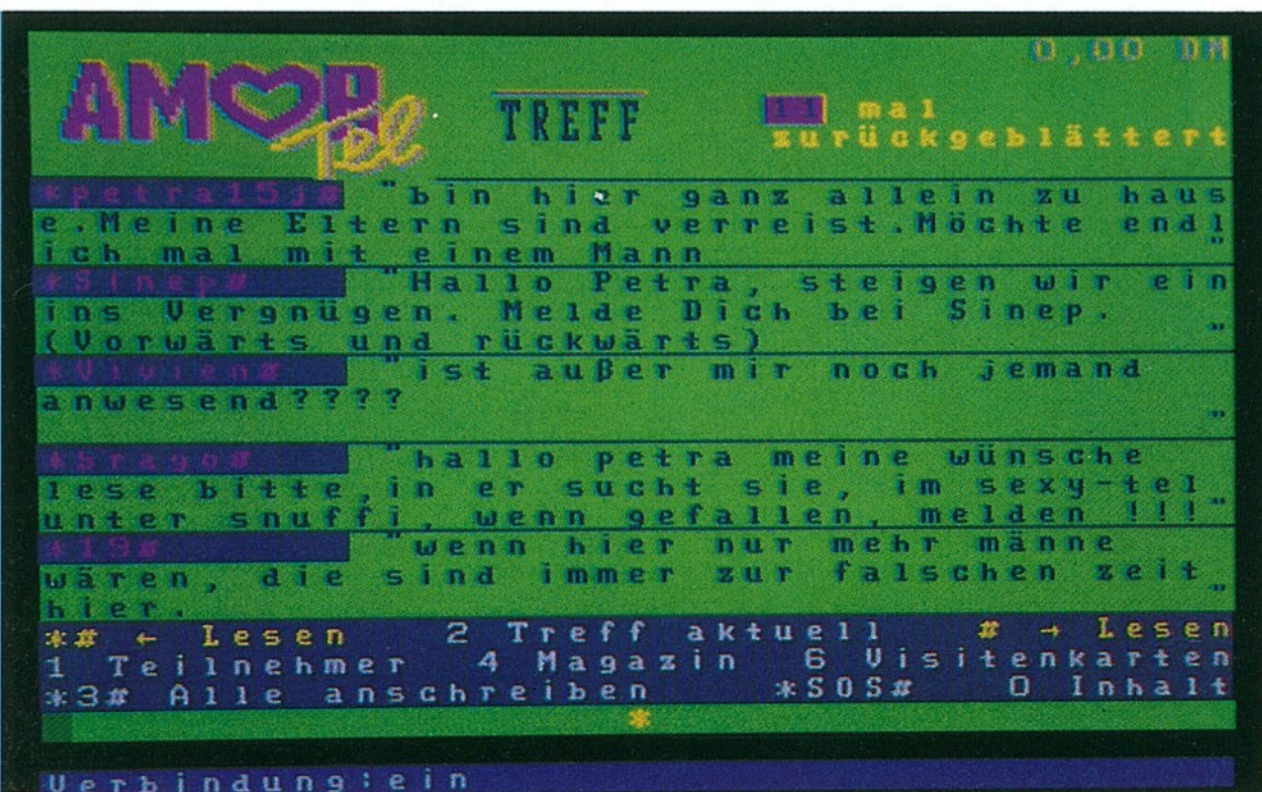 0,00 DM
AMOR
Tel
TREFF
11 mal
zurückgeblättert
*petra15j# "bin hier ganz allein zu haus
e.Meine Eltern sind verreist.Möchte endl
ich mal mit einem Mann "
*Sinep# "Hallo Petra, steigen wir ein
ins Vergnügen. Melde Dich bei Sinep.
(Vorwärts und rückwärts) "
*Vivien# "ist außer mir noch jemand
anwesend???? "
*brago# "hallo petra meine wünsche
lese bitte,in er sucht sie, im sexy-tel
unter snuffi, wenn gefallen, melden !!! "
*19# "wenn hier nur mehr männe
wären, die sind immer zur falschen zeit
hier. "
*# ← Lesen 2 Treff aktuell # → Lesen
1 Teilnehmer 4 Magazin 6 Visitenkarten
*3# Alle anschreiben *SOS# 0 Inhalt
*
Verbindung:ein